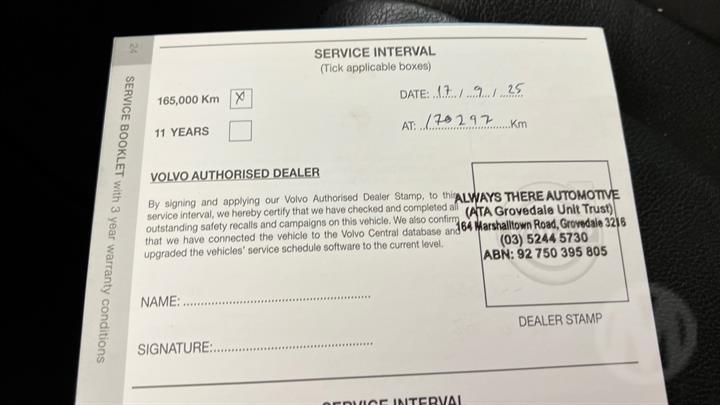 24
SERVICE BOOKLET with 3 year warranty conditions
SERVICE INTERVAL
(Tick applicable boxes)
165,000 Km X
DATE: 17 / 9 / 25
11 YEARS
AT: 170292 Km
VOLVO AUTHORISED DEALER
By signing and applying our Volvo Authorised Dealer Stamp, to this
service interval, we hereby certify that we have checked and completed all
outstanding safety recalls and campaigns on this vehicle. We also confirm
that we have connected the vehicle to the Volvo Central database and
upgraded the vehicles' service schedule software to the current level.
ALWAYS THERE AUTOMOTIVE
(ATA Grovedale Unit Trust)
164 Marshalltown Road, Grovedale 3216
(03) 5244 5730
ABN: 92 750 395 805
NAME:
DEALER STAMP
SIGNATURE:
SERVICE INTERVAL